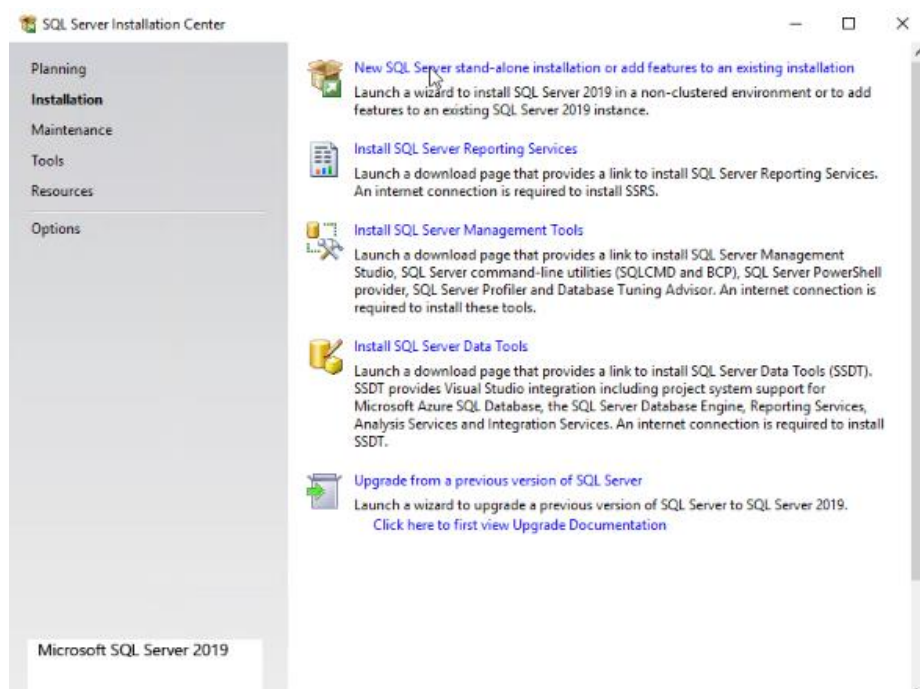 SQL Server Installation Center
Planning
Installation
Maintenance
Tools
Resources
Options
New SQL Server stand-alone installation or add features to an existing installation
Launch a wizard to install SQL Server 2019 in a non-clustered environment or to add
features to an existing SQL Server 2019 instance.
Install SQL Server Reporting Services
Launch a download page that provides a link to install SQL Server Reporting Services.
An internet connection is required to install SSRS.
Install SQL Server Management Tools
Launch a download page that provides a link to install SQL Server Management
Studio, SQL Server command-line utilities (SQLCMD and BCP), SQL Server PowerShell
provider, SQL Server Profiler and Database Tuning Advisor. An internet connection is
required to install these tools.
Install SQL Server Data Tools
Launch a download page that provides a link to install SQL Server Data Tools (SSDT).
SSDT provides Visual Studio integration including project system support for
Microsoft Azure SQL Database, the SQL Server Database Engine, Reporting Services,
Analysis Services and Integration Services. An internet connection is required to install
SSDT.
Upgrade from a previous version of SQL Server
Launch a wizard to upgrade a previous version of SQL Server to SQL Server 2019.
Click here to first view Upgrade Documentation
Microsoft SQL Server 2019